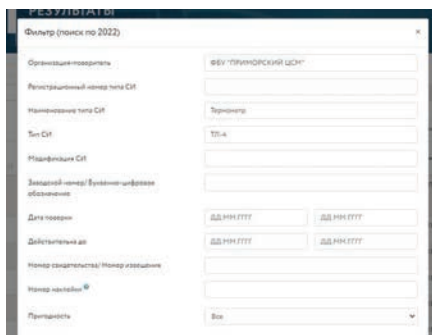 РЕЗУЛЬТАТЫ
Фильтр (поиск по 2022) ×
Организация-поверитель ФБУ "ПРИМОРСКИЙ ЦСМ"
Регистрационный номер типа СИ
Наименование типа СИ Термометр
Тип СИ ТЛ-4
Модификация СИ
Заводской номер/ Буквенно-цифровое
обозначение
Дата поверки ДД.ММ.ГГГГ ДД.ММ.ГГГГ
Действительна до ДД.ММ.ГГГГ ДД.ММ.ГГГГ
Номер свидетельства/ Номер извещения
Номер наклейки
Пригодность Все